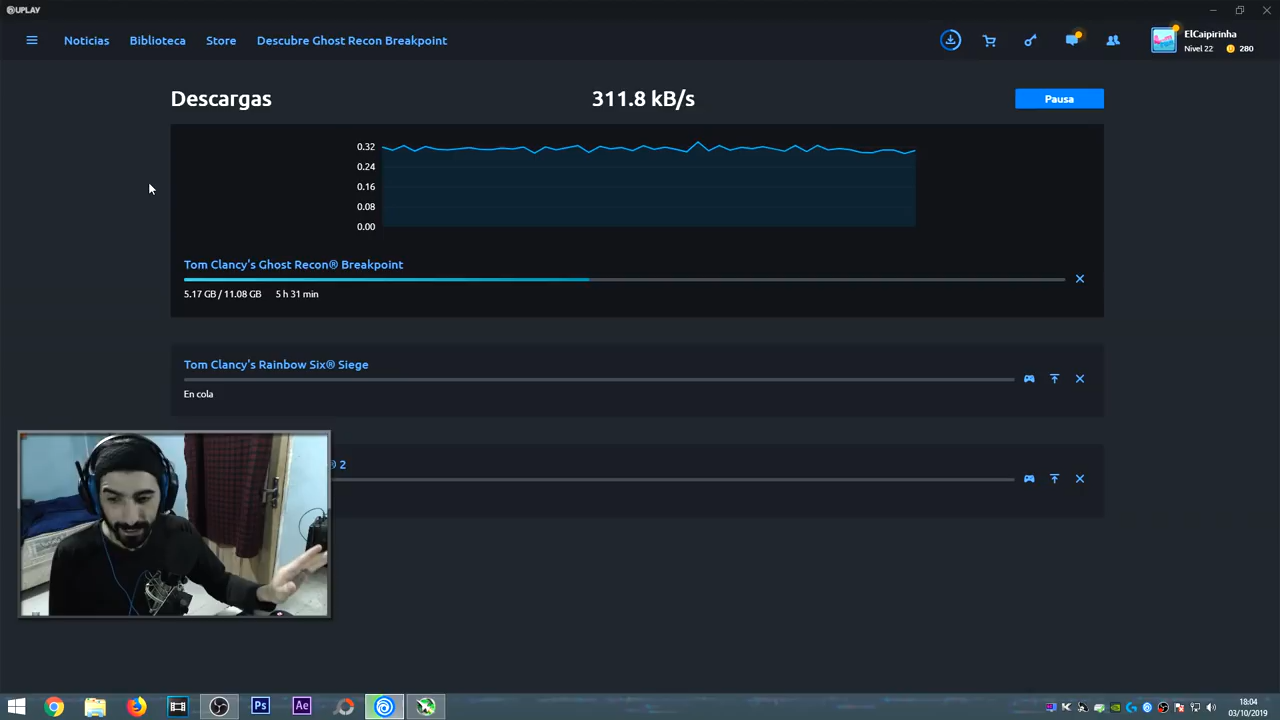 UPLAY
Noticias
Biblioteca
Store
Descubre Ghost Recon Breakpoint
ElCaipirinha
Nivel 22
280
Descargas
311.8 kB/s
Pausa
0.32
0.24
0.16
0.08
0.00
Tom Clancy's Ghost Recon® Breakpoint
5.17 GB / 11.08 GB
5 h 31 min
Tom Clancy's Rainbow Six® Siege
En cola
® 2
Ps
Ae
18:04
03/10/2019